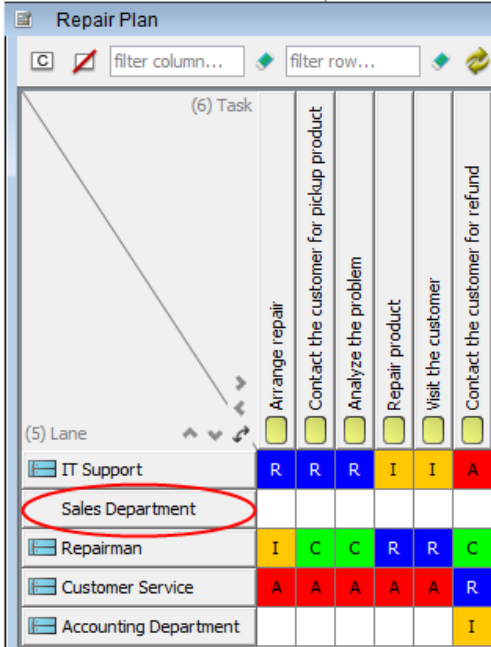 Repair Plan
C filter column... filter row...
(6) Task
Arrange repair
Contact the customer for pickup product
Analyze the problem
Repair product
Visit the customer
Contact the customer for refund
(5) Lane
IT Support R R R I I A
Sales Department
Repairman I C C R R C
Customer Service A A A A A R
Accounting Department I